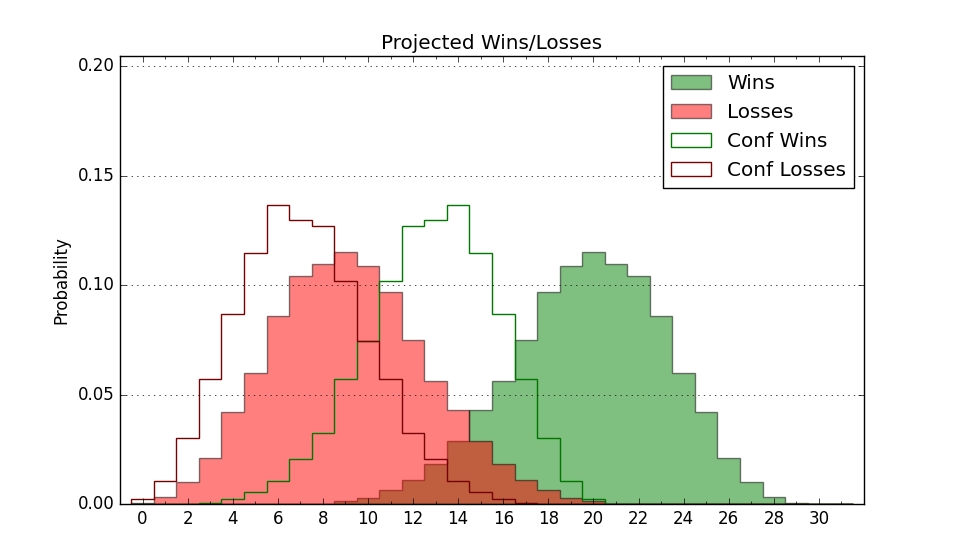 Projected Wins/Losses
Probability
0.20
0.15
0.10
0.05
0.00
0 2 4 6 8 10 12 14 16 18 20 22 24 26 28 30
Wins
Losses
Conf Wins
Conf Losses